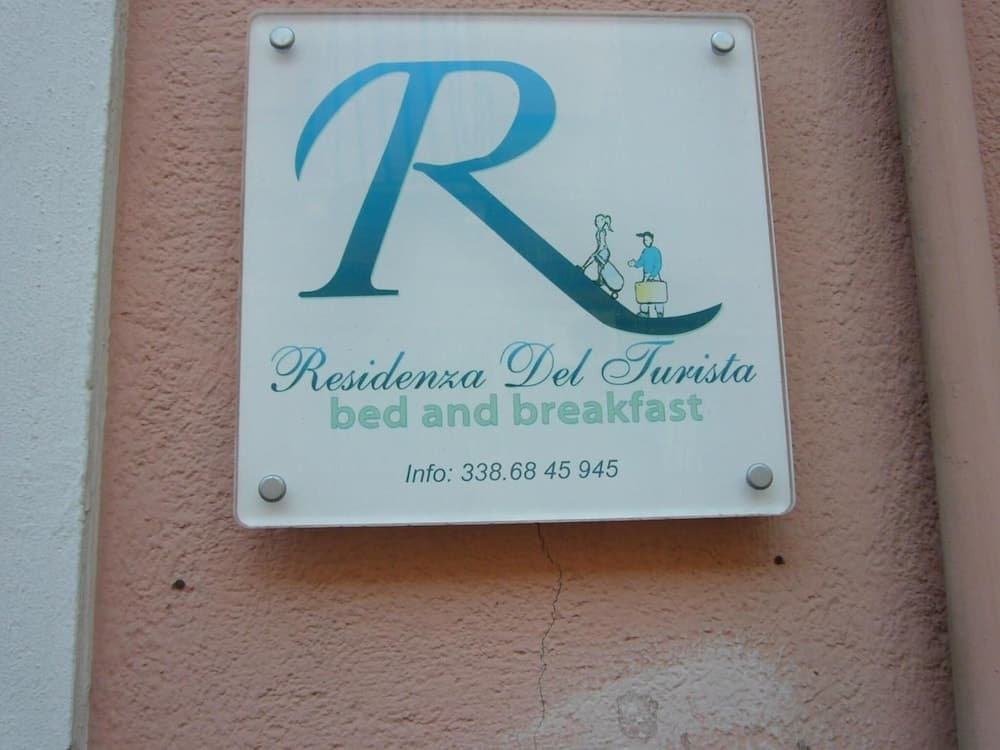 R
Residenza Del Turista
bed and breakfast
Info: 338.68 45 945